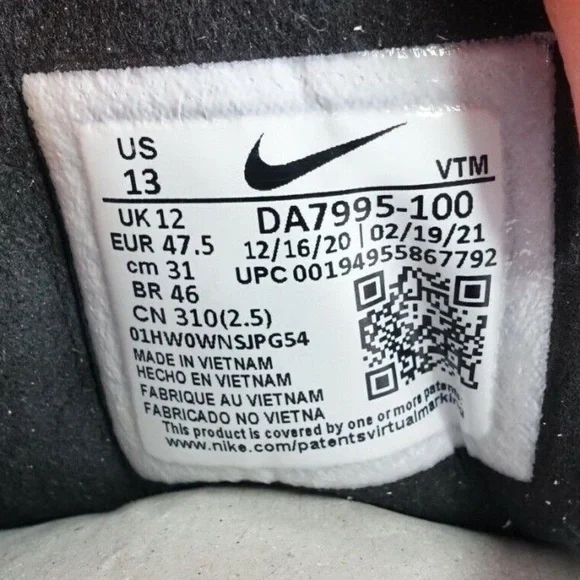 US
13
VTM
UK 12
DA7995-100
EUR 47.5
12/16/20 | 02/19/21
cm 31
UPC 00194955867792
BR 46
CN 310(2.5)
01HW0WNSJPG54
MADE IN VIETNAM
HECHO EN VIETNAM
FABRIQUE AU VIETNAM
FABRICADO NO VIETNA
This product is covered by one or more patents.
www.nike.com/patentsvirtualmarking